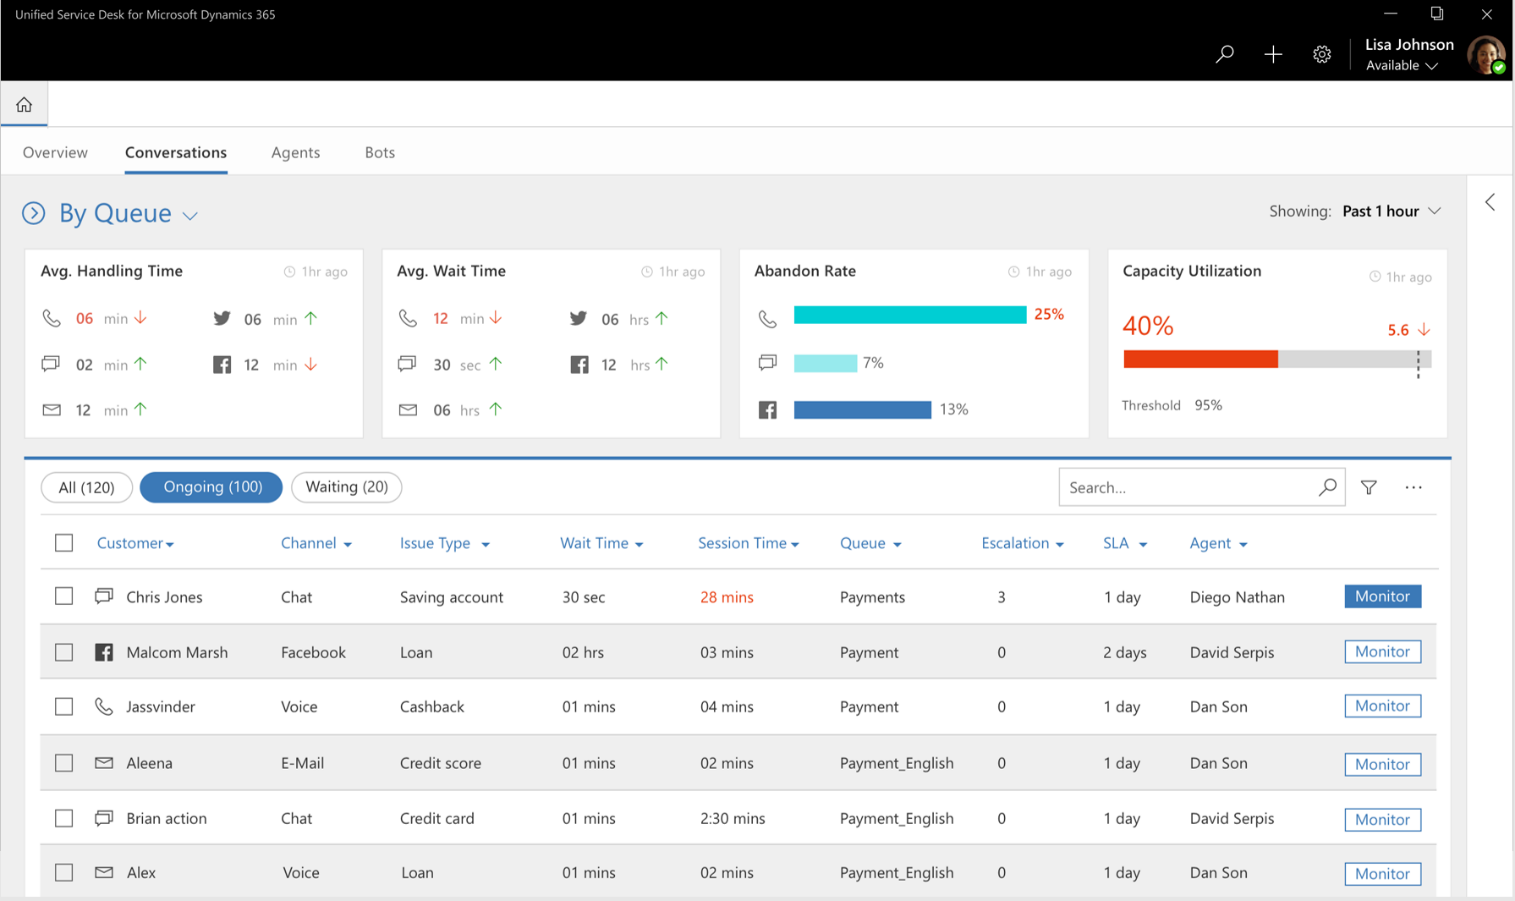 Unified Service Desk for Microsoft Dynamics 365
Lisa Johnson
Available
Overview Conversations Agents Bots
By Queue
Showing: Past 1 hour
Avg. Handling Time 1hr ago
06 min 06 min
02 min 12 min
12 min
Avg. Wait Time 1hr ago
12 min 06 hrs
30 sec 12 hrs
06 hrs
Abandon Rate 1hr ago
25%
7%
13%
Capacity Utilization 1hr ago
40% 5.6
Threshold 95%
All (120) Ongoing (100) Waiting (20) Search...
Customer Channel Issue Type Wait Time Session Time Queue Escalation SLA Agent
Chris Jones Chat Saving account 30 sec 28 mins Payments 3 1 day Diego Nathan Monitor
Malcom Marsh Facebook Loan 02 hrs 03 mins Payment 0 2 days David Serpis Monitor
Jassvinder Voice Cashback 01 mins 04 mins Payment 0 1 day Dan Son Monitor
Aleena E-Mail Credit score 01 mins 02 mins Payment_English 0 1 day Dan Son Monitor
Brian action Chat Credit card 01 mins 2:30 mins Payment_English 0 1 day David Serpis Monitor
Alex Voice Loan 01 mins 02 mins Payment_English 0 1 day Dan Son Monitor